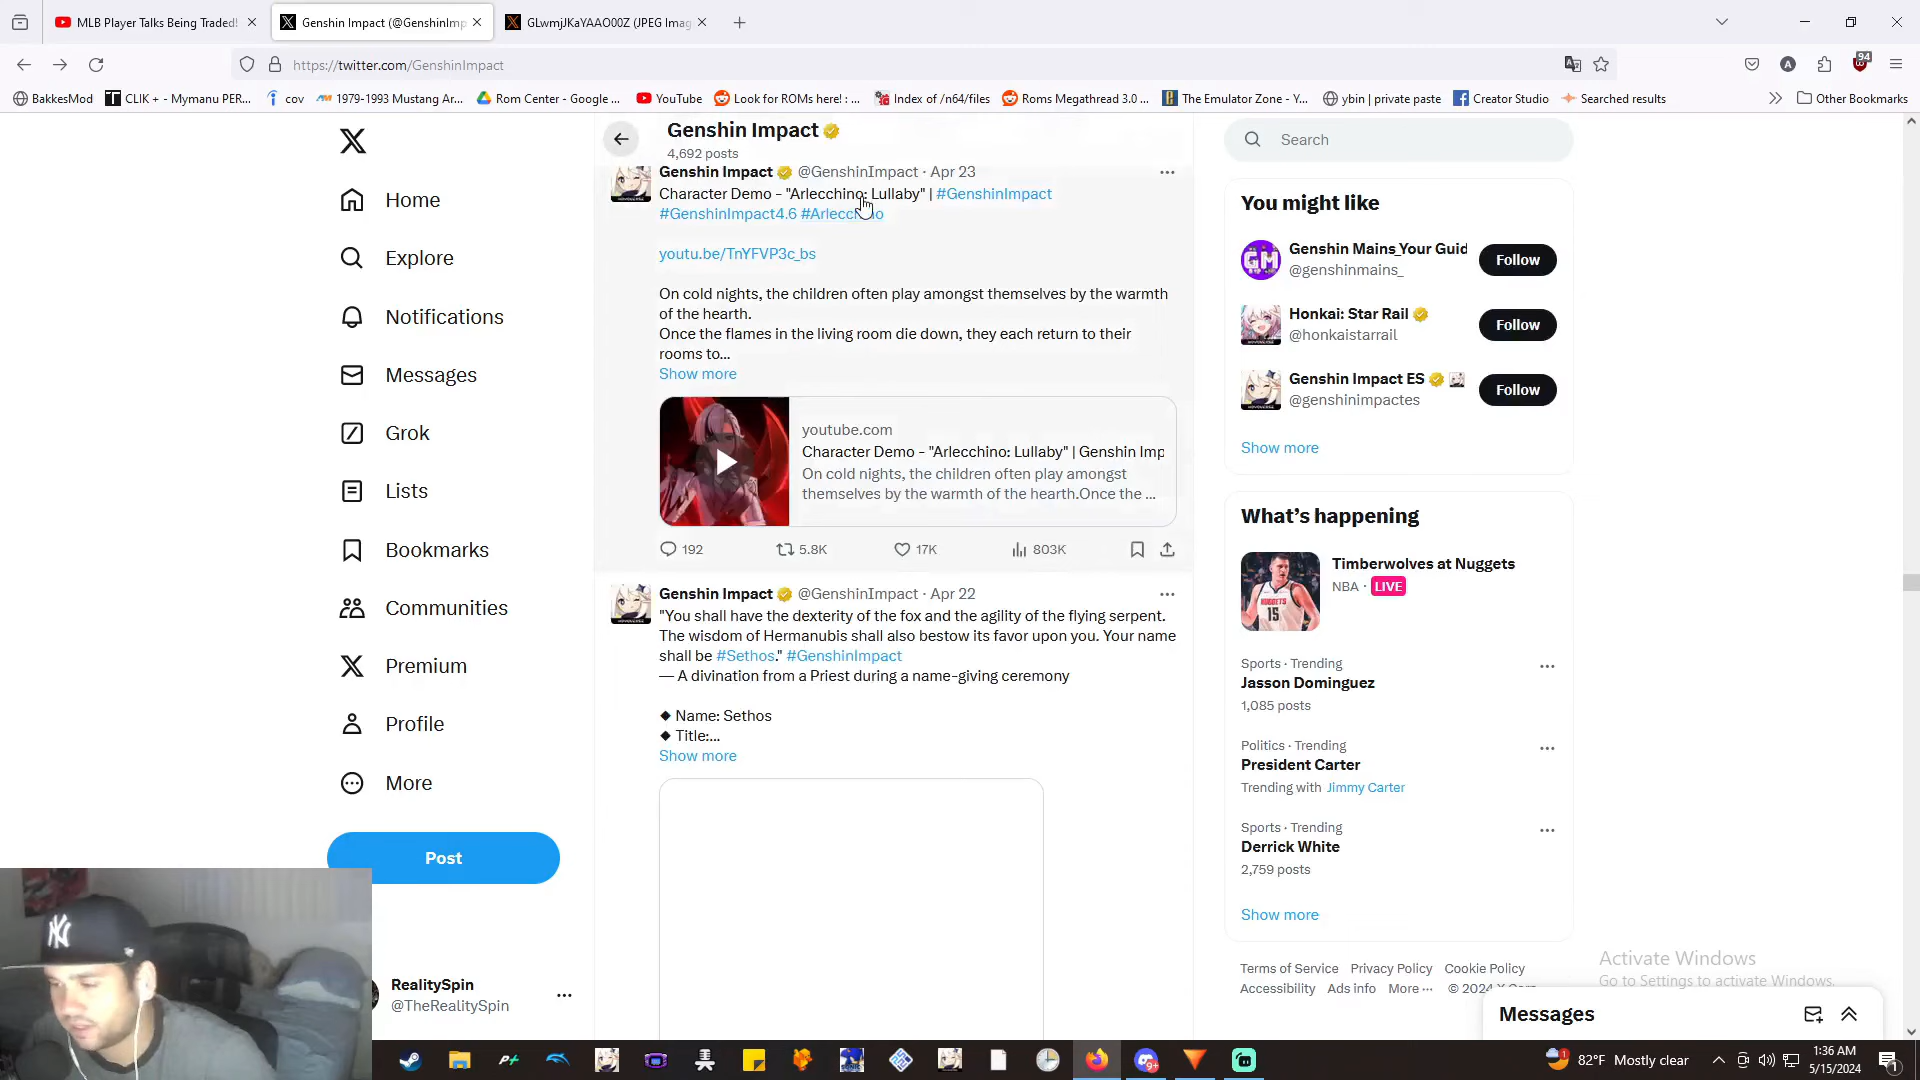 MLB Player Talks Being Traded!
Genshin Impact (@GenshinImp
GLwmjJKaYAAO00Z (JPEG Imag
https://twitter.com/GenshinImpact
94
BakkesMod
CLIK + - Mymanu PER...
cov
1979-1993 Mustang Ar...
Rom Center - Google ...
YouTube
Look for ROMs here! : ...
Index of /n64/files
Roms Megathread 3.0 ...
The Emulator Zone - Y...
ybin | private paste
Creator Studio
Searched results
Other Bookmarks
Home
Explore
Notifications
Messages
Grok
Lists
Bookmarks
Communities
Premium
Profile
More
Post
RealitySpin
@TheRealitySpin
Genshin Impact
4,692 posts
Genshin Impact @GenshinImpact · Apr 23
Character Demo - "Arlecchino: Lullaby" | #GenshinImpact
#GenshinImpact4.6 #Arlecchino
youtu.be/TnYFVP3c_bs
On cold nights, the children often play amongst themselves by the warmth
of the hearth.
Once the flames in the living room die down, they each return to their
rooms to...
Show more
youtube.com
Character Demo - "Arlecchino: Lullaby" | Genshin Imp
On cold nights, the children often play amongst
themselves by the warmth of the hearth.Once the ...
192 5.8K 17K 803K
Genshin Impact @GenshinImpact · Apr 22
"You shall have the dexterity of the fox and the agility of the flying serpent.
The wisdom of Hermanubis shall also bestow its favor upon you. Your name
shall be #Sethos." #GenshinImpact
— A divination from a Priest during a name-giving ceremony
◆ Name: Sethos
◆ Title:...
Show more
Search
You might like
Genshin Mains_Your Guid
@genshinmains_
Follow
Honkai: Star Rail
@honkaistarrail
Follow
Genshin Impact ES
@genshinimpactes
Follow
Show more
What's happening
Timberwolves at Nuggets
NBA · LIVE
Sports · Trending
Jasson Dominguez
1,085 posts
Politics · Trending
President Carter
Trending with Jimmy Carter
Sports · Trending
Derrick White
2,759 posts
Show more
Terms of Service Privacy Policy Cookie Policy
Accessibility Ads info More ··· © 2024 X Corp.
Activate Windows
Go to Settings to activate Windows.
Messages
82°F Mostly clear
1:36 AM
5/15/2024